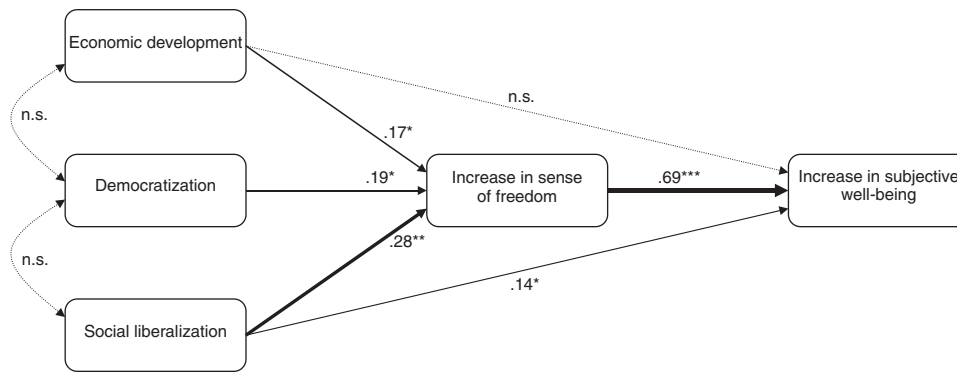 Economic development
n.s.
n.s.
.17*
Democratization
.19*
Increase in sense
of freedom
.69***
Increase in subjective
well-being
n.s.
.28**
.14*
Social liberalization